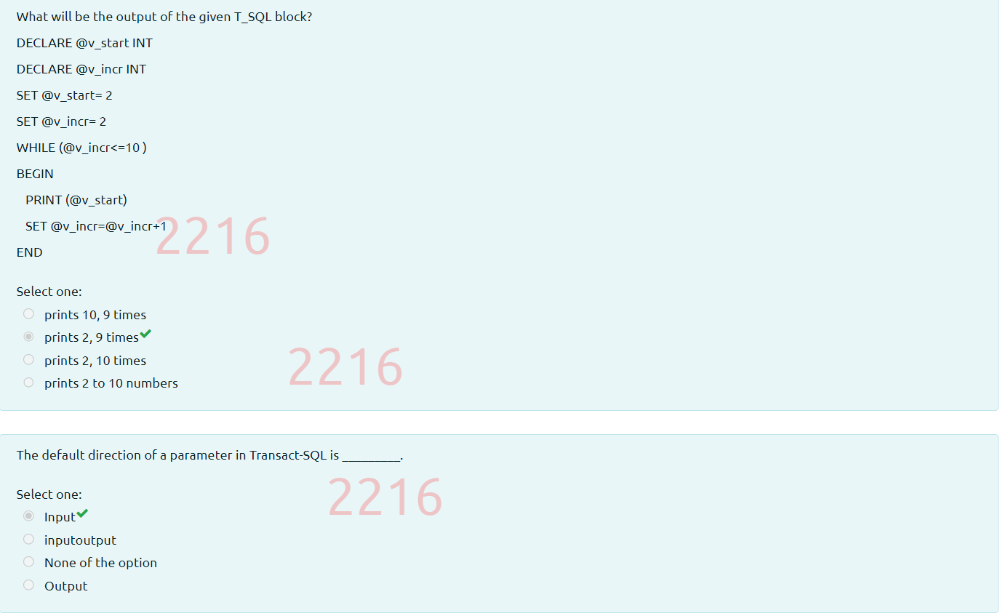 What will be the output of the given T_SQL block?
DECLARE @v_start INT
DECLARE @v_incr INT
SET @v_start= 2
SET @v_incr= 2
WHILE (@v_incr<=10 )
BEGIN
PRINT (@v_start)
SET @v_incr=@v_incr+1
2216
END
Select one:
prints 10, 9 times
prints 2, 9 times
prints 2, 10 times
2216
prints 2 to 10 numbers
The default direction of a parameter in Transact-SQL is _________.
2216
Select one:
Input
inputoutput
None of the option
Output